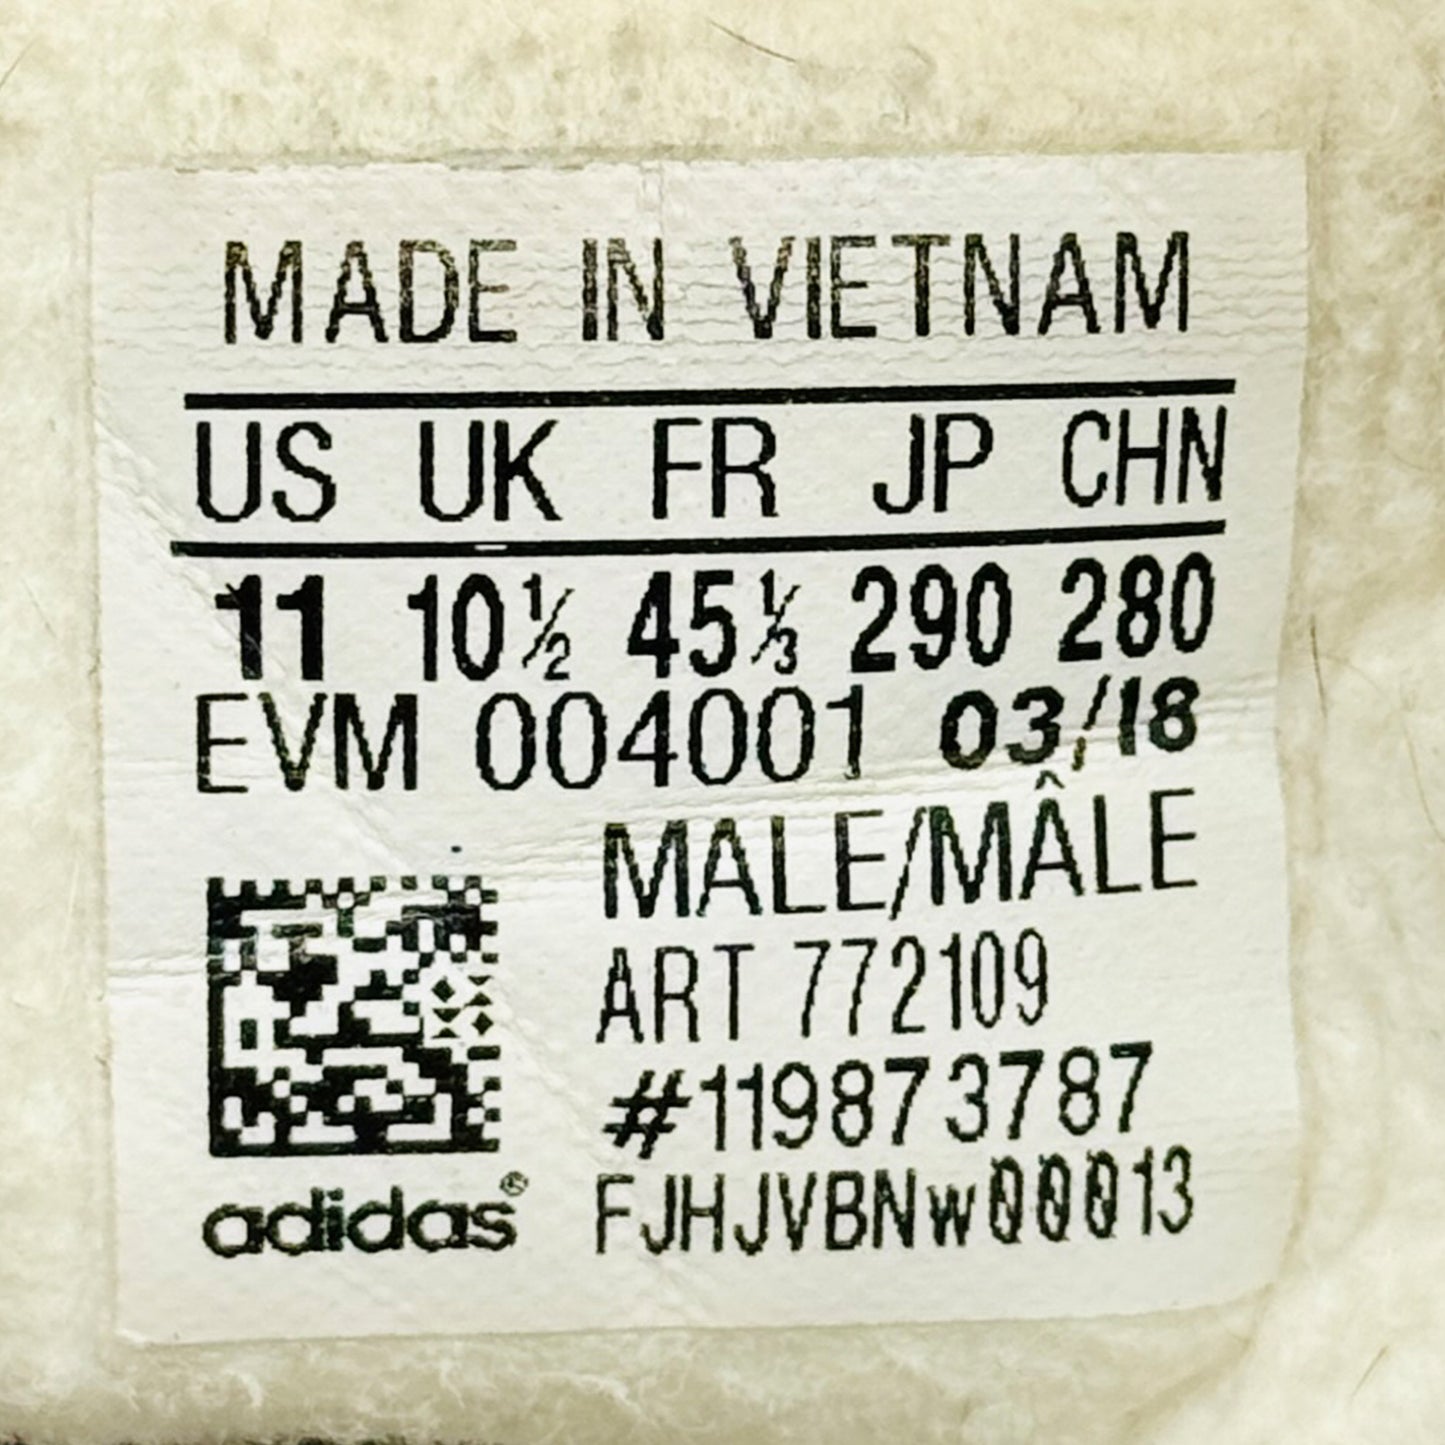 MADE IN VIETNAM
US UK FR JP CHN
11 10½ 45⅓ 290 280
EVM 004001 03/18
MALE/MÂLE
ART 772109
#119873787
adidas® FJHJVBNW00013